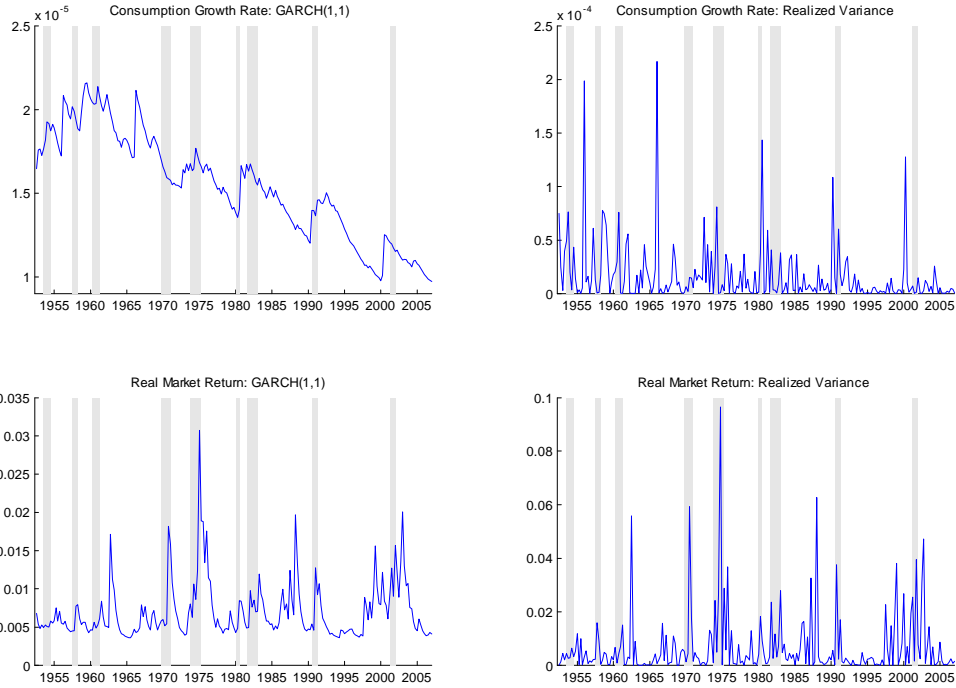 Consumption Growth Rate: GARCH(1,1)
x 10⁻⁵
2.5
2
1.5
1
1955 1960 1965 1970 1975 1980 1985 1990 1995 2000 2005
Consumption Growth Rate: Realized Variance
x 10⁻⁴
2.5
2
1.5
1
0.5
0
1955 1960 1965 1970 1975 1980 1985 1990 1995 2000 2005
Real Market Return: GARCH(1,1)
0.035
0.03
0.025
0.02
0.015
0.01
0.005
0
1955 1960 1965 1970 1975 1980 1985 1990 1995 2000 2005
Real Market Return: Realized Variance
0.1
0.08
0.06
0.04
0.02
0
1955 1960 1965 1970 1975 1980 1985 1990 1995 2000 2005